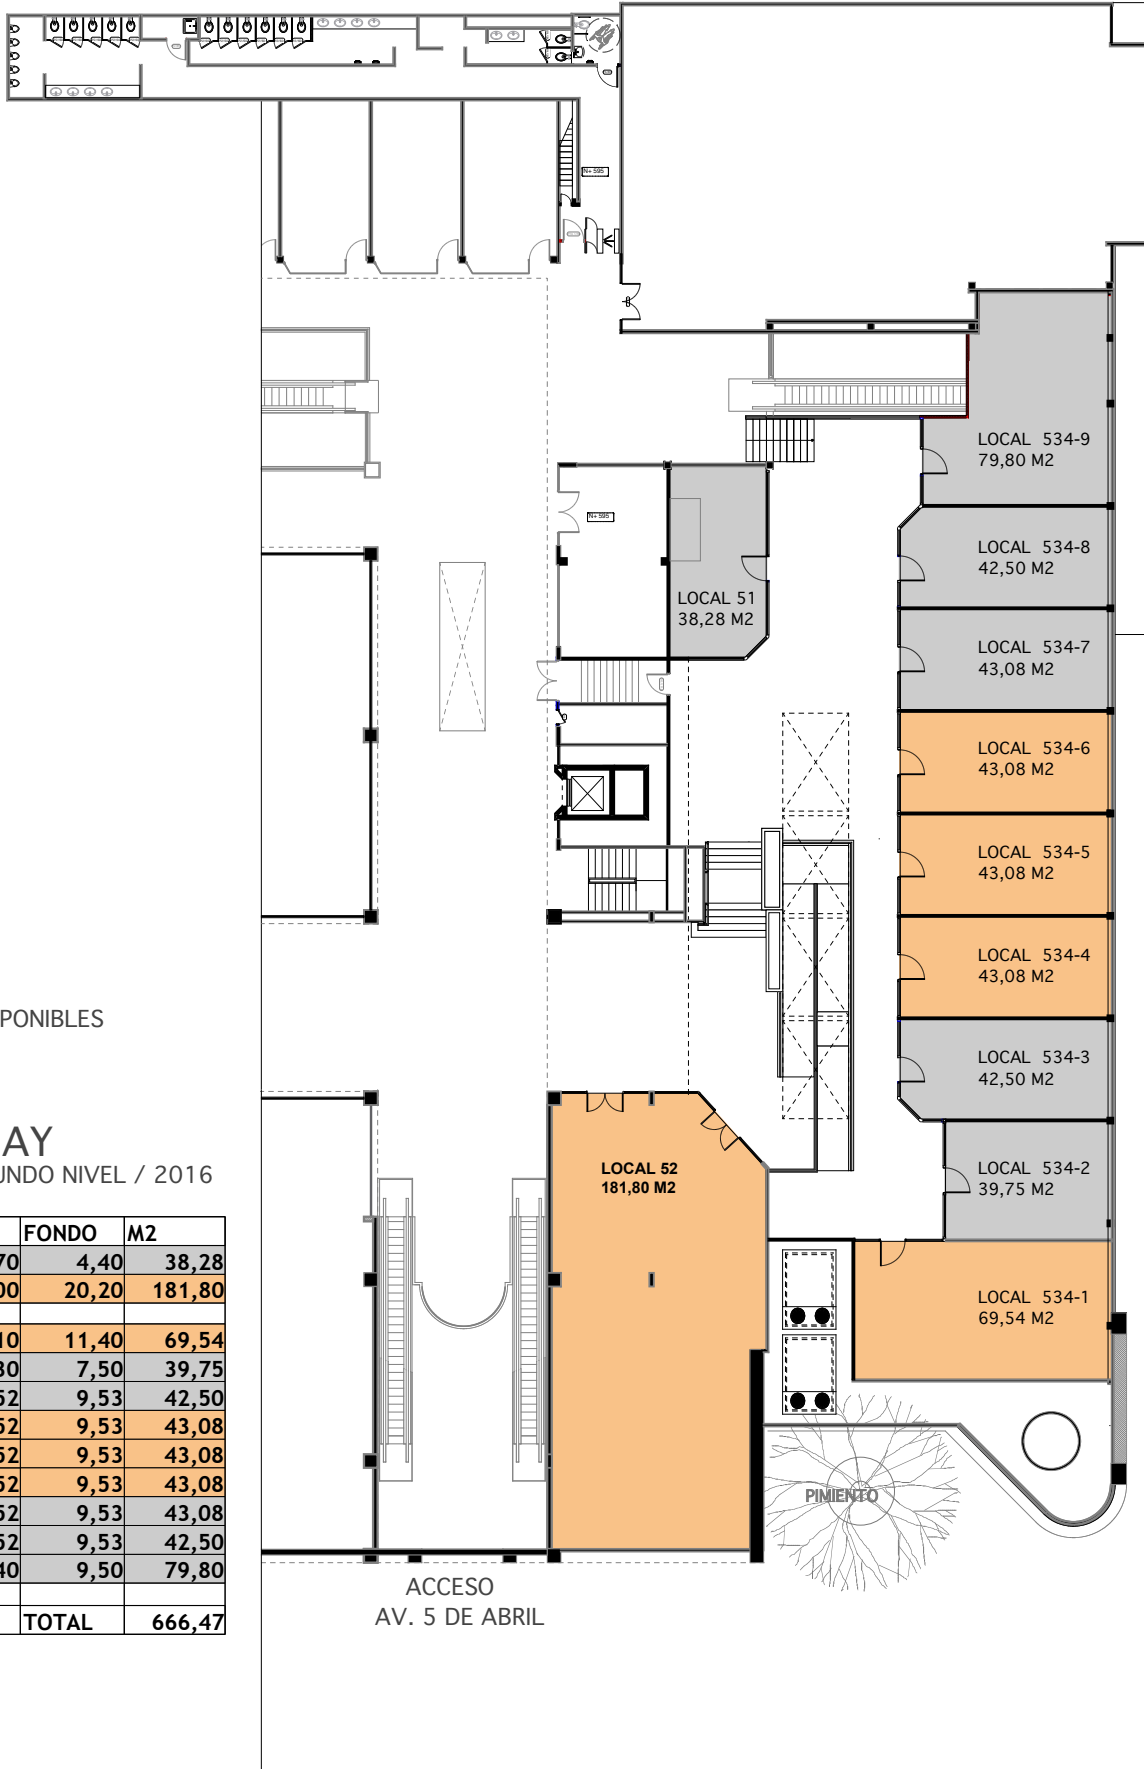 N+ 595
LOCAL 534-9
79,80 M2
N+ 595
LOCAL 534-8
42,50 M2
LOCAL 51
38,28 M2
LOCAL 534-7
43,08 M2
LOCAL 534-6
43,08 M2
LOCAL 534-5
43,08 M2
LOCAL 534-4
43,08 M2
PONIBLES
LOCAL 534-3
42,50 M2
AY
UNDO NIVEL / 2016
LOCAL 52
181,80 M2
LOCAL 534-2
39,75 M2
FONDO M2
70 4,40 38,28
00 20,20 181,80
10 11,40 69,54
30 7,50 39,75
52 9,53 42,50
52 9,53 43,08
52 9,53 43,08
52 9,53 43,08
52 9,53 43,08
52 9,53 42,50
40 9,50 79,80
TOTAL 666,47
LOCAL 534-1
69,54 M2
PIMIENTO
ACCESO
AV. 5 DE ABRIL